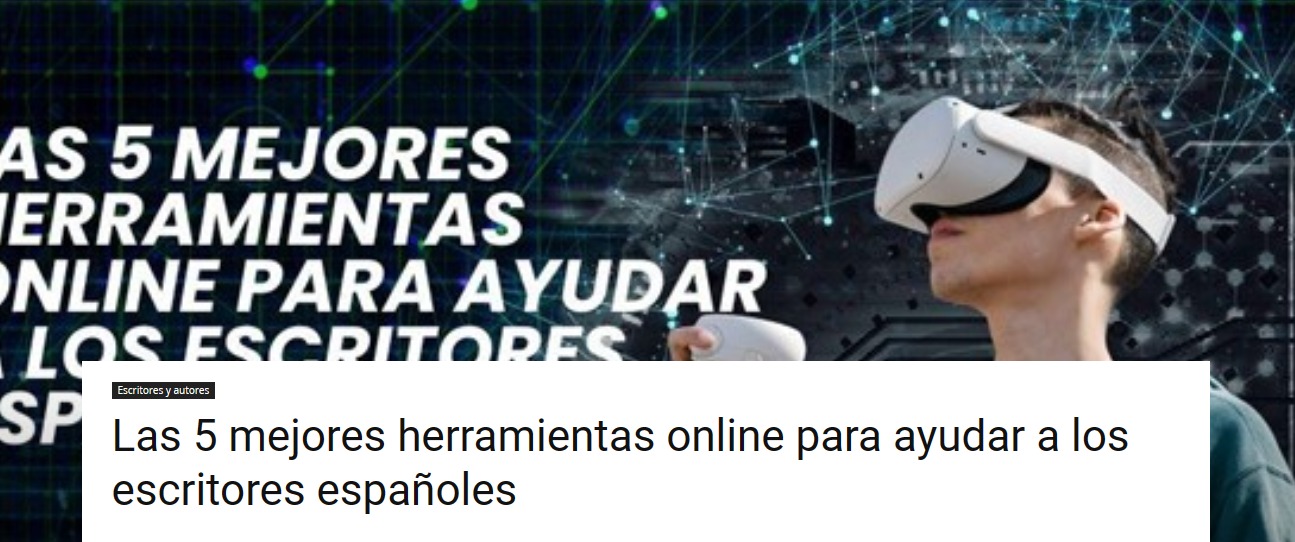 AS 5 MEJORES
HERRAMIENTAS
ONLINE PARA AYUDAR
A LOS ESCRITORES
SP
Escritores y autores
Las 5 mejores herramientas online para ayudar a los
escritores españoles